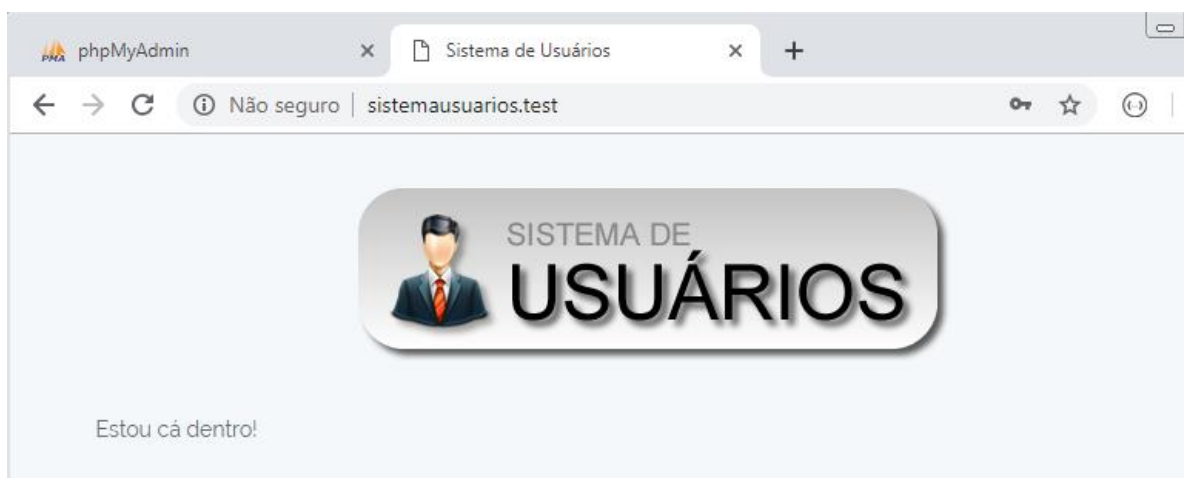 phpMyAdmin
Sistema de Usuários
Não seguro | sistemausuarios.test
SISTEMA DE
USUÁRIOS
Estou cá dentro!